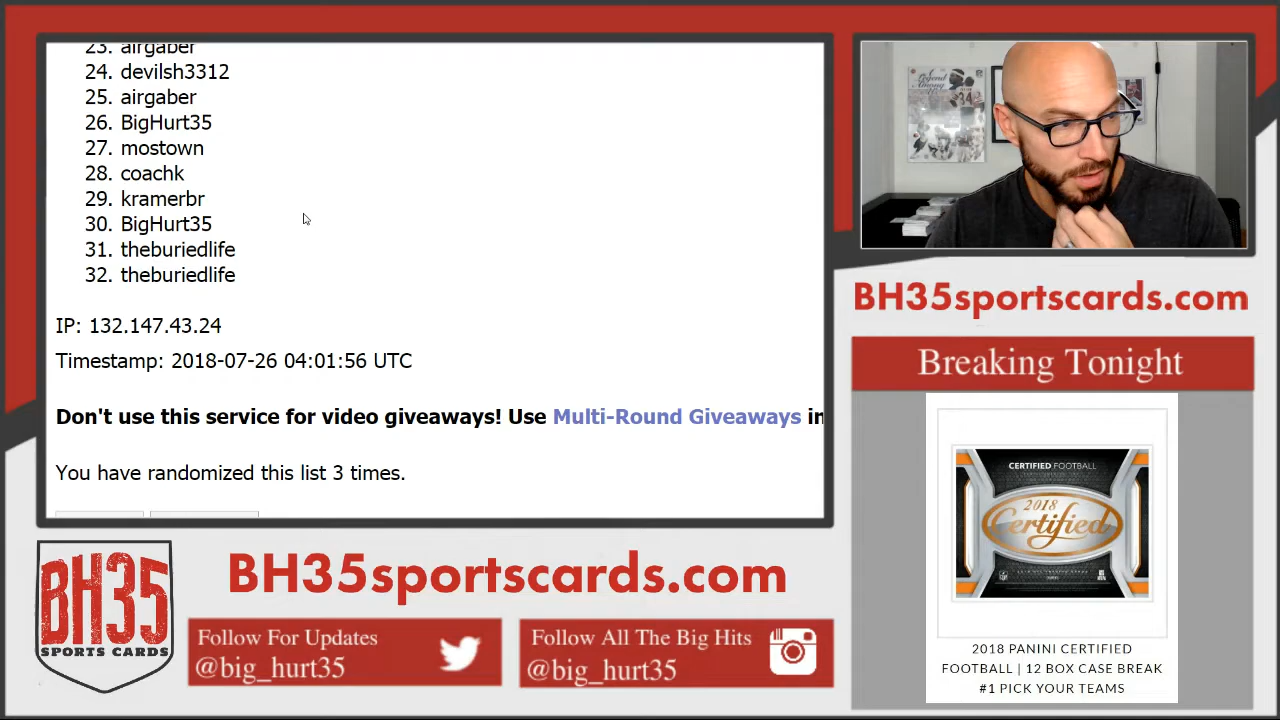 23. airgaber
24. devilsh3312
25. airgaber
26. BigHurt35
27. mostown
28. coachk
29. kramerbr
30. BigHurt35
31. theburiedlife
32. theburiedlife
IP: 132.147.43.24
Timestamp: 2018-07-26 04:01:56 UTC
Don't use this service for video giveaways! Use Multi-Round Giveaways in
You have randomized this list 3 times.
BH35sportscards.com
Breaking Tonight
CERTIFIED FOOTBALL
2018
Certified
2018 PANINI CERTIFIED
FOOTBALL | 12 BOX CASE BREAK
#1 PICK YOUR TEAMS
BH35
SPORTS CARDS
BH35sportscards.com
Follow For Updates
@big_hurt35
Follow All The Big Hits
@big_hurt35